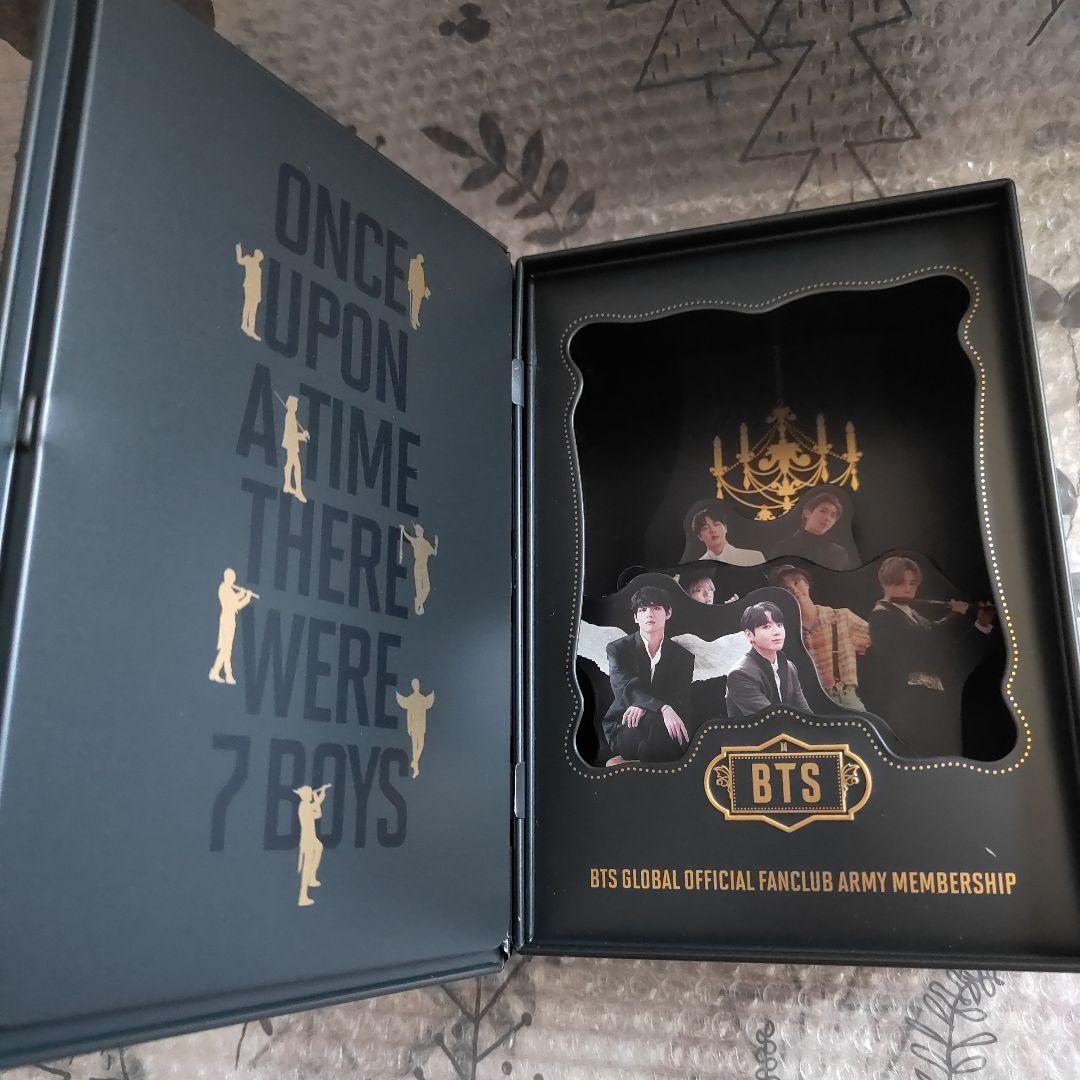 ONCE
UPON
A TIME
THERE
WERE
7 BOYS
BTS
BTS GLOBAL OFFICIAL FANCLUB ARMY MEMBERSHIP